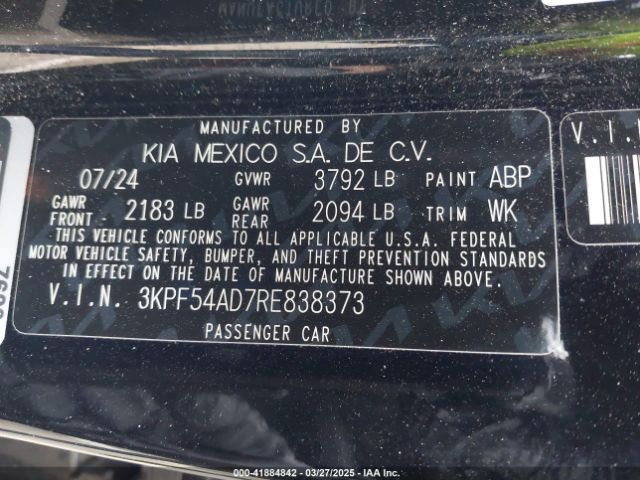 MANUFACTURED BY
KIA MEXICO S.A. DE C.V.
07/24 GVWR 3792 LB PAINT ABP
GAWR FRONT 2183 LB GAWR REAR 2094 LB TRIM WK
THIS VEHICLE CONFORMS TO ALL APPLICABLE U.S.A. FEDERAL
MOTOR VEHICLE SAFETY, BUMPER, AND THEFT PREVENTION STANDARDS
IN EFFECT ON THE DATE OF MANUFACTURE SHOWN ABOVE.
V.I.N. 3KPF54AD7RE838373
PASSENGER CAR
V.I.N
000-41884842 - 03/27/2025 - IAA Inc.